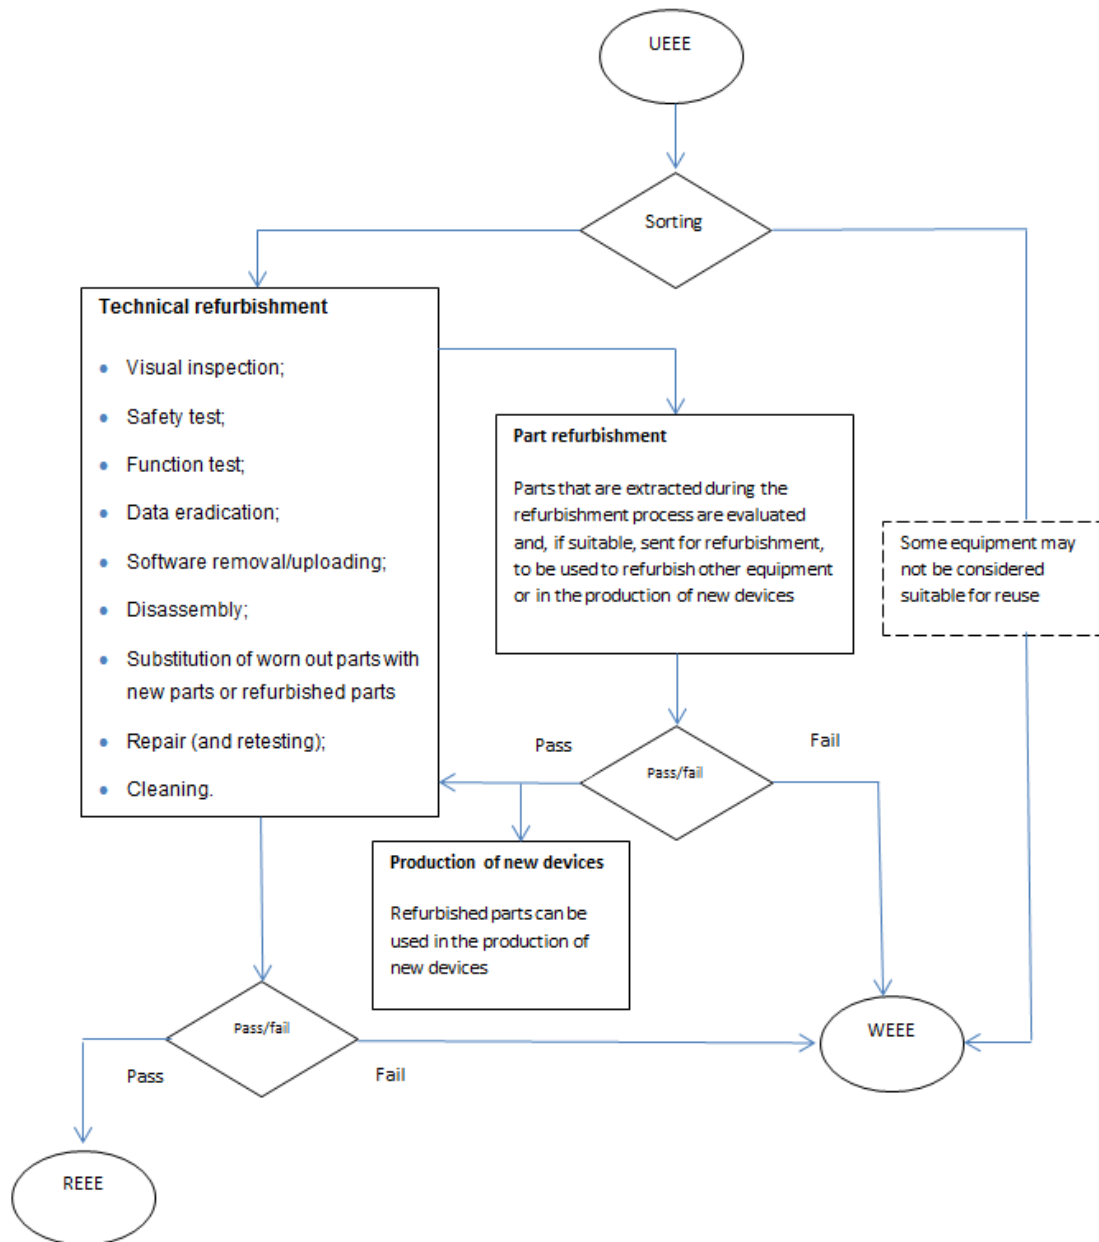 UEEE
Sorting
Technical refurbishment
• Visual inspection;
• Safety test;
• Function test;
• Data eradication;
• Software removal/uploading;
• Disassembly;
• Substitution of worn out parts with
new parts or refurbished parts
• Repair (and retesting);
• Cleaning.
Part refurbishment
Parts that are extracted during the
refurbishment process are evaluated
and, if suitable, sent for refurbishment,
to be used to refurbish other equipment
or in the production of new devices
Some equipment may
not be considered
suitable for reuse
Pass
Pass/fail
Fail
Production of new devices
Refurbished parts can be
used in the production of
new devices
Pass/fail
Pass
Fail
WEEE
REEE